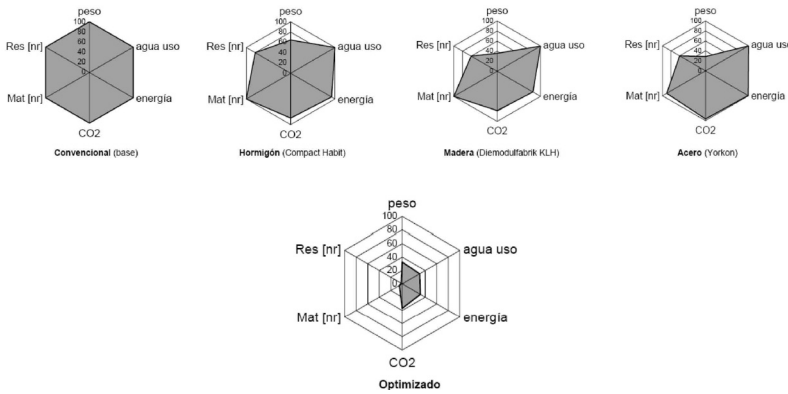 peso
100
80
60
40
20
0
Res [nr]
agua uso
Mat [nr]
energía
CO2
Convencional (base)
peso
100
80
60
40
20
0
Res [nr]
agua uso
Mat [nr]
energía
CO2
Hormigón (Compact Habit)
peso
100
80
60
40
20
0
Res [nr]
agua uso
Mat [nr]
energía
CO2
Madera (Diemodulfabrik KLH)
peso
100
80
60
40
20
0
Res [nr]
agua uso
Mat [nr]
energía
CO2
Acero (Yorkon)
peso
100
80
60
40
20
0
Res [nr]
agua uso
Mat [nr]
energía
CO2
Optimizado